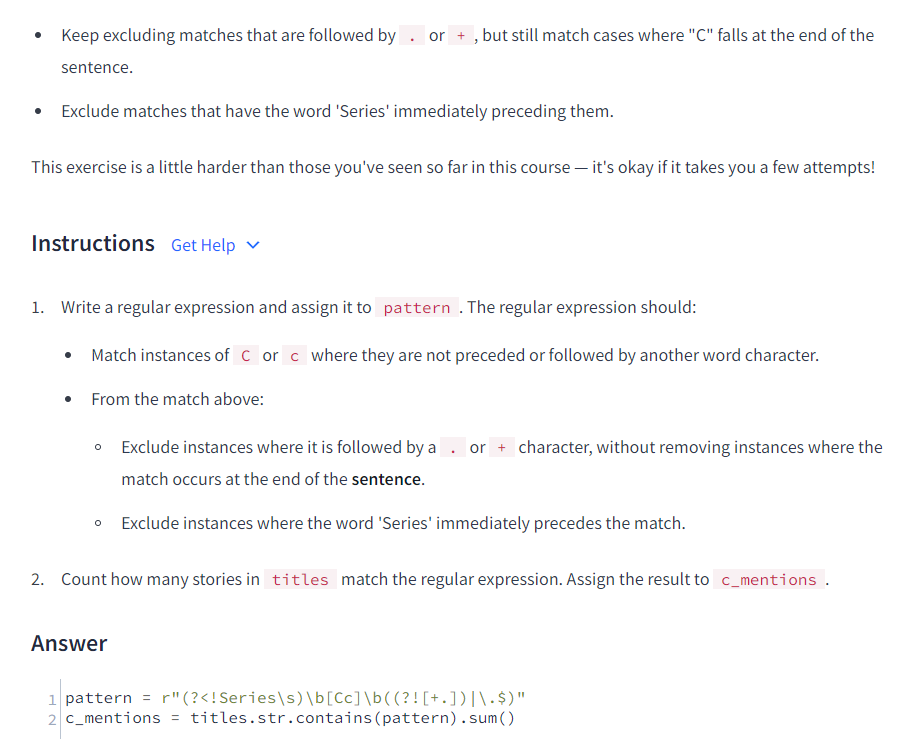 • Keep excluding matches that are followed by . or + , but still match cases where "C" falls at the end of the
sentence.
• Exclude matches that have the word 'Series' immediately preceding them.
This exercise is a little harder than those you've seen so far in this course — it's okay if it takes you a few attempts!
Instructions Get Help
1. Write a regular expression and assign it to pattern . The regular expression should:
• Match instances of C or c where they are not preceded or followed by another word character.
• From the match above:
◦ Exclude instances where it is followed by a . or + character, without removing instances where the
match occurs at the end of the sentence.
◦ Exclude instances where the word 'Series' immediately precedes the match.
2. Count how many stories in titles match the regular expression. Assign the result to c_mentions .
Answer
1 pattern = r"(?<!Series\s)\b[Cc]\b((?![+.])|\.$)"
2 c_mentions = titles.str.contains(pattern).sum()